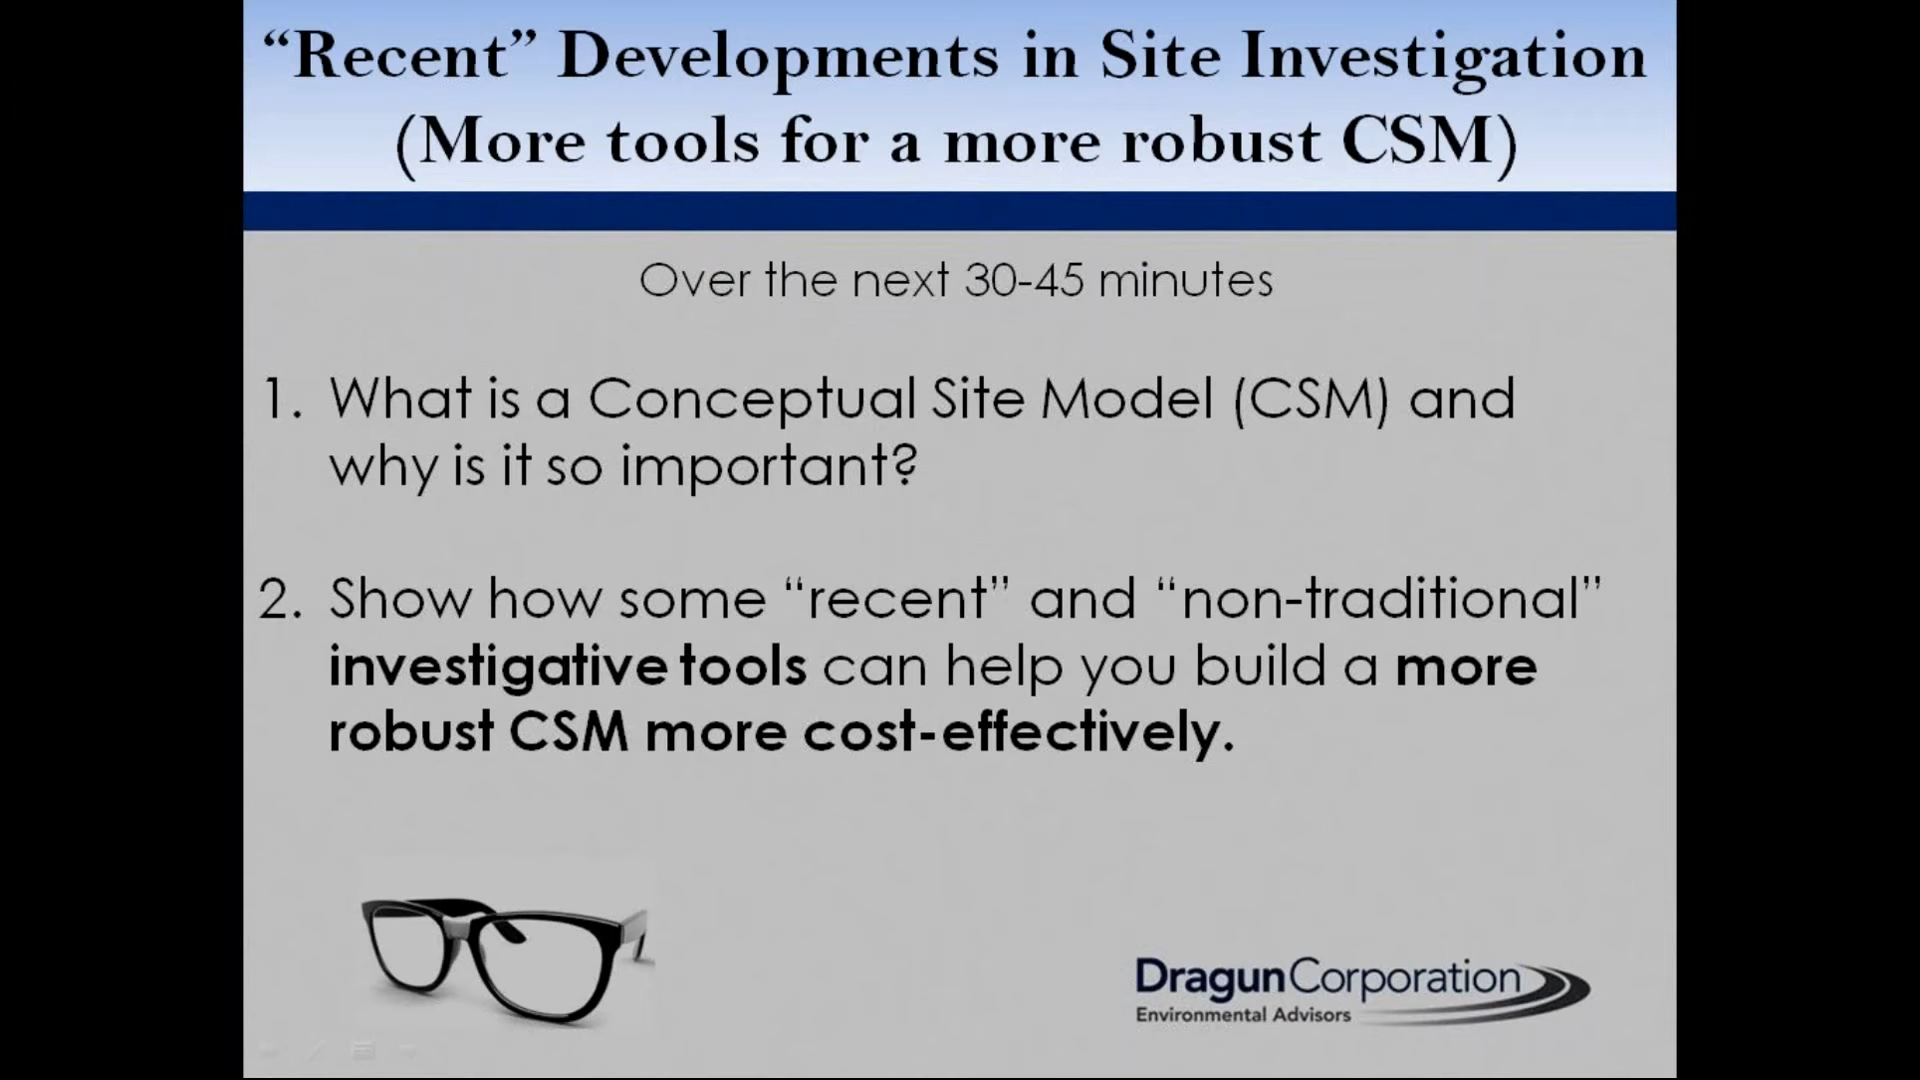 “Recent” Developments in Site Investigation
(More tools for a more robust CSM)
Over the next 30-45 minutes
1. What is a Conceptual Site Model (CSM) and
why is it so important?
2. Show how some “recent” and “non-traditional”
investigative tools can help you build a more
robust CSM more cost-effectively.
DragunCorporation
Environmental Advisors